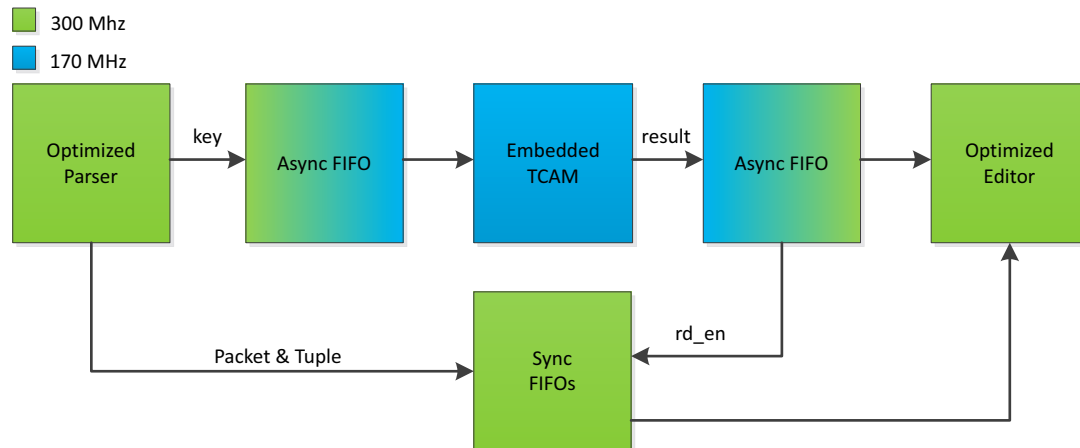 300 Mhz
170 MHz
Optimized
Parser
key
Async FIFO
Embedded
TCAM
result
Async FIFO
Optimized
Editor
Packet & Tuple
Sync
FIFOs
rd_en